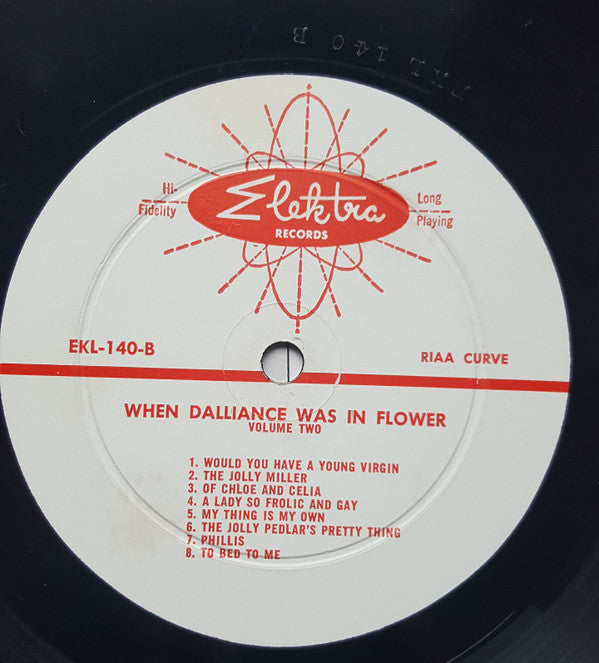 EKL 140 B
Hi-
Fidelity
Elektra
RECORDS
Long
Playing
EKL-140-B
RIAA CURVE
WHEN DALLIANCE WAS IN FLOWER
VOLUME TWO
1. WOULD YOU HAVE A YOUNG VIRGIN
2. THE JOLLY MILLER
3. OF CHLOE AND CELIA
4. A LADY SO FROLIC AND GAY
5. MY THING IS MY OWN
6. THE JOLLY PEDLAR'S PRETTY THING
7. PHILLIS
8. TO BED TO ME